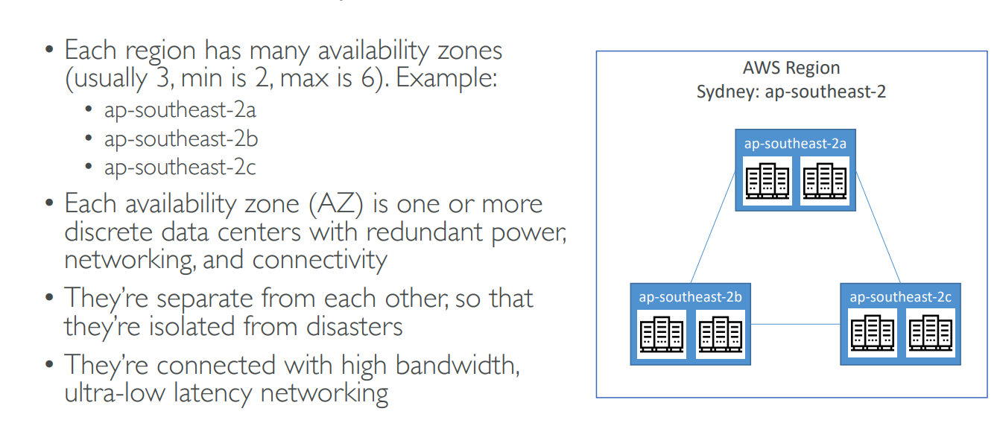 • Each region has many availability zones
(usually 3, min is 2, max is 6). Example:
• ap-southeast-2a
• ap-southeast-2b
• ap-southeast-2c
• Each availability zone (AZ) is one or more
discrete data centers with redundant power,
networking, and connectivity
• They’re separate from each other, so that
they’re isolated from disasters
• They’re connected with high bandwidth,
ultra-low latency networking
AWS Region
Sydney: ap-southeast-2
ap-southeast-2a
ap-southeast-2b
ap-southeast-2c